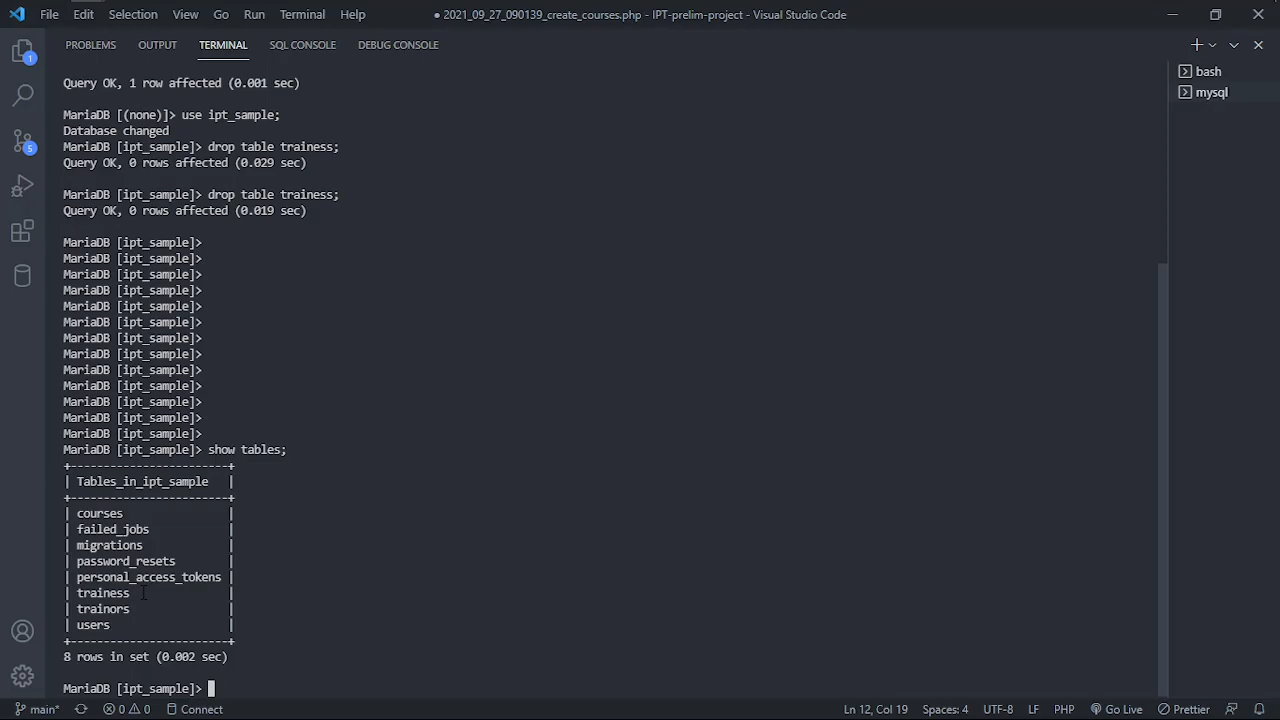 File Edit Selection View Go Run Terminal Help
● 2021_09_27_090139_create_courses.php - IPT-prelim-project - Visual Studio Code
PROBLEMS OUTPUT TERMINAL SQL CONSOLE DEBUG CONSOLE
1
5
bash
mysql
Query OK, 1 row affected (0.001 sec)
MariaDB [(none)]> use ipt_sample;
Database changed
MariaDB [ipt_sample]> drop table trainess;
Query OK, 0 rows affected (0.029 sec)
MariaDB [ipt_sample]> drop table trainess;
Query OK, 0 rows affected (0.019 sec)
MariaDB [ipt_sample]>
MariaDB [ipt_sample]>
MariaDB [ipt_sample]>
MariaDB [ipt_sample]>
MariaDB [ipt_sample]>
MariaDB [ipt_sample]>
MariaDB [ipt_sample]>
MariaDB [ipt_sample]>
MariaDB [ipt_sample]>
MariaDB [ipt_sample]>
MariaDB [ipt_sample]>
MariaDB [ipt_sample]>
MariaDB [ipt_sample]>
MariaDB [ipt_sample]> show tables;
+-------------------------+
| Tables_in_ipt_sample |
+-------------------------+
| courses |
| failed_jobs |
| migrations |
| password_resets |
| personal_access_tokens |
| trainess |
| trainors |
| users |
+-------------------------+
8 rows in set (0.002 sec)
MariaDB [ipt_sample]>
main* 0 0 Connect Ln 12, Col 19 Spaces: 4 UTF-8 LF PHP Go Live Prettier